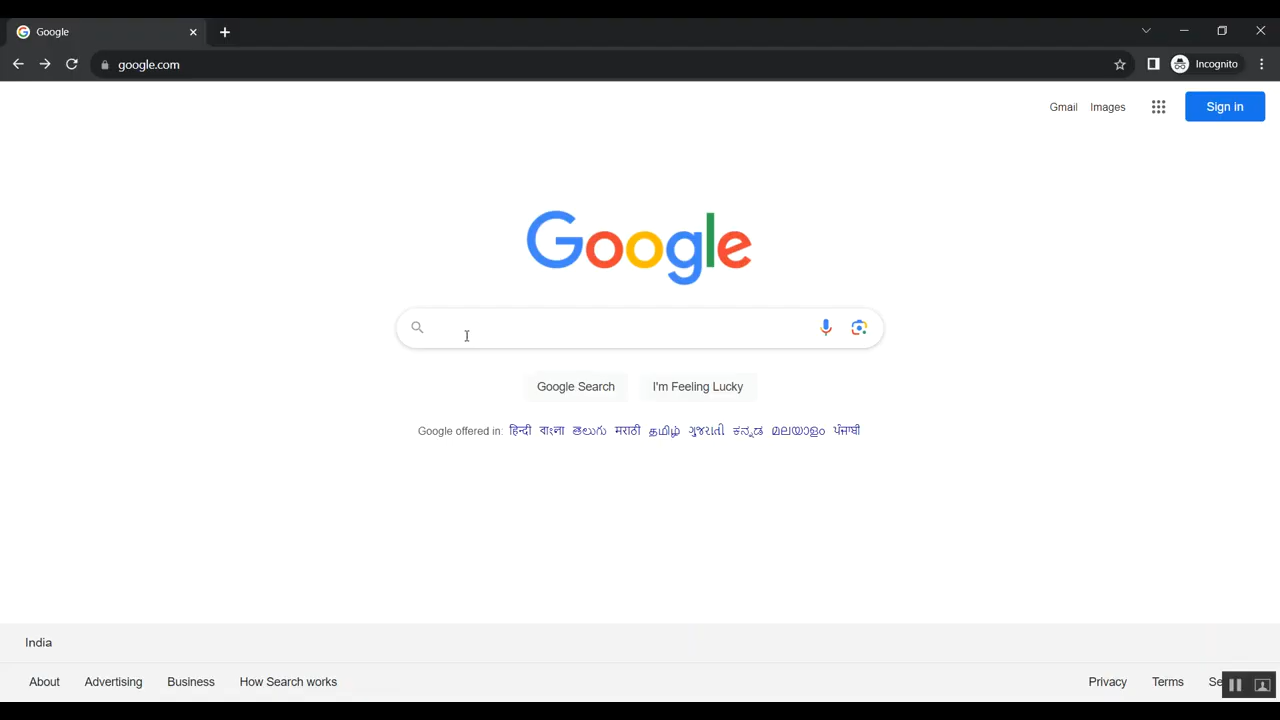 Google
google.com
Incognito
Gmail Images Sign in
Google
Google Search I'm Feeling Lucky
Google offered in: हिन्दी বাংলা తెలుగు मराठी தமிழ் ગુજરાતી ಕನ್ನಡ മലയാളം ਪੰਜਾਬੀ
India
About Advertising Business How Search works Privacy Terms